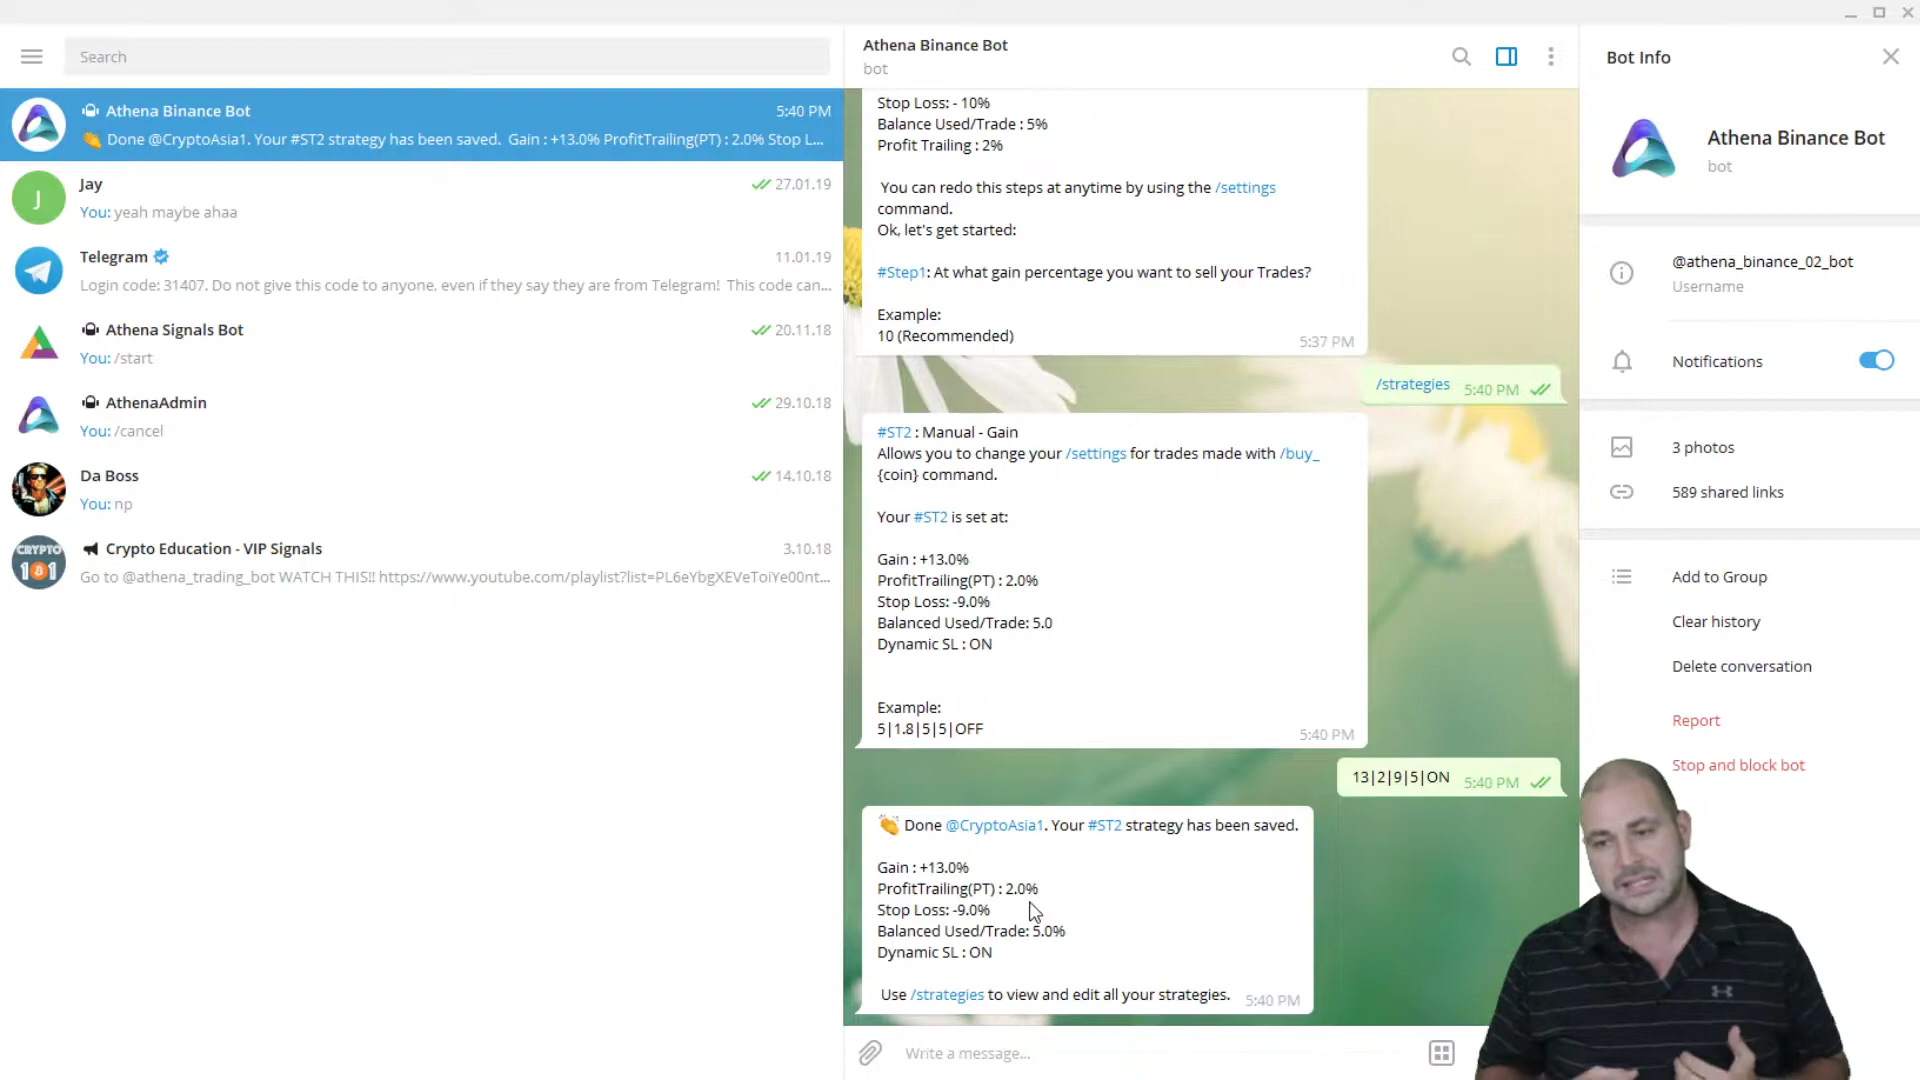 Search
Athena Binance Bot
5:40 PM
Done @CryptoAsia1. Your #ST2 strategy has been saved. Gain : +13.0% ProfitTrailing(PT) : 2.0% Stop L...
J
Jay
27.01.19
You: yeah maybe ahaa
Telegram
11.01.19
Login code: 31407. Do not give this code to anyone, even if they say they are from Telegram! This code can...
Athena Signals Bot
20.11.18
You: /start
AthenaAdmin
29.10.18
You: /cancel
Da Boss
14.10.18
You: np
CRYPTO
101
Crypto Education - VIP Signals
3.10.18
Go to @athena_trading_bot WATCH THIS!! https://www.youtube.com/playlist?list=PL6eYbgXEVeToiYe00nt...
Athena Binance Bot
bot
Stop Loss: - 10%
Balance Used/Trade : 5%
Profit Trailing : 2%
You can redo this steps at anytime by using the /settings
command.
Ok, let's get started:
#Step1: At what gain percentage you want to sell your Trades?
Example:
10 (Recommended)
5:37 PM
/strategies 5:40 PM
#ST2 : Manual - Gain
Allows you to change your /settings for trades made with /buy_
{coin} command.
Your #ST2 is set at:
Gain : +13.0%
ProfitTrailing(PT) : 2.0%
Stop Loss: -9.0%
Balanced Used/Trade: 5.0
Dynamic SL : ON
Example:
5|1.8|5|5|OFF
5:40 PM
13|2|9|5|ON 5:40 PM
Done @CryptoAsia1. Your #ST2 strategy has been saved.
Gain : +13.0%
ProfitTrailing(PT) : 2.0%
Stop Loss: -9.0%
Balanced Used/Trade: 5.0%
Dynamic SL : ON
Use /strategies to view and edit all your strategies. 5:40 PM
Write a message...
Bot Info
Athena Binance Bot
bot
@athena_binance_02_bot
Username
Notifications
3 photos
589 shared links
Add to Group
Clear history
Delete conversation
Report
Stop and block bot